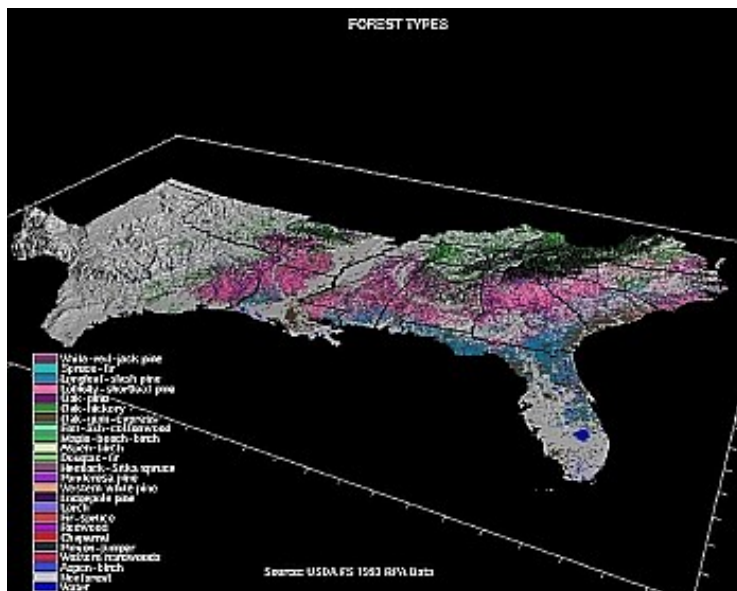 FOREST TYPES
White-red-jack pine
Spruce-fir
Longleaf-slash pine
Loblolly-shortleaf pine
Oak-pine
Oak-hickory
Oak-gum-cypress
Elm-ash-cottonwood
Maple-beech-birch
Aspen-birch
Douglas-fir
Hemlock-Sitka spruce
Ponderosa pine
Western white pine
Lodgepole pine
Larch
Fir-spruce
Redwood
Chaparral
Pinyon-juniper
Western hardwoods
Aspen-birch
Nonforest
Water
Source: USDA FS 1993 RPA Data